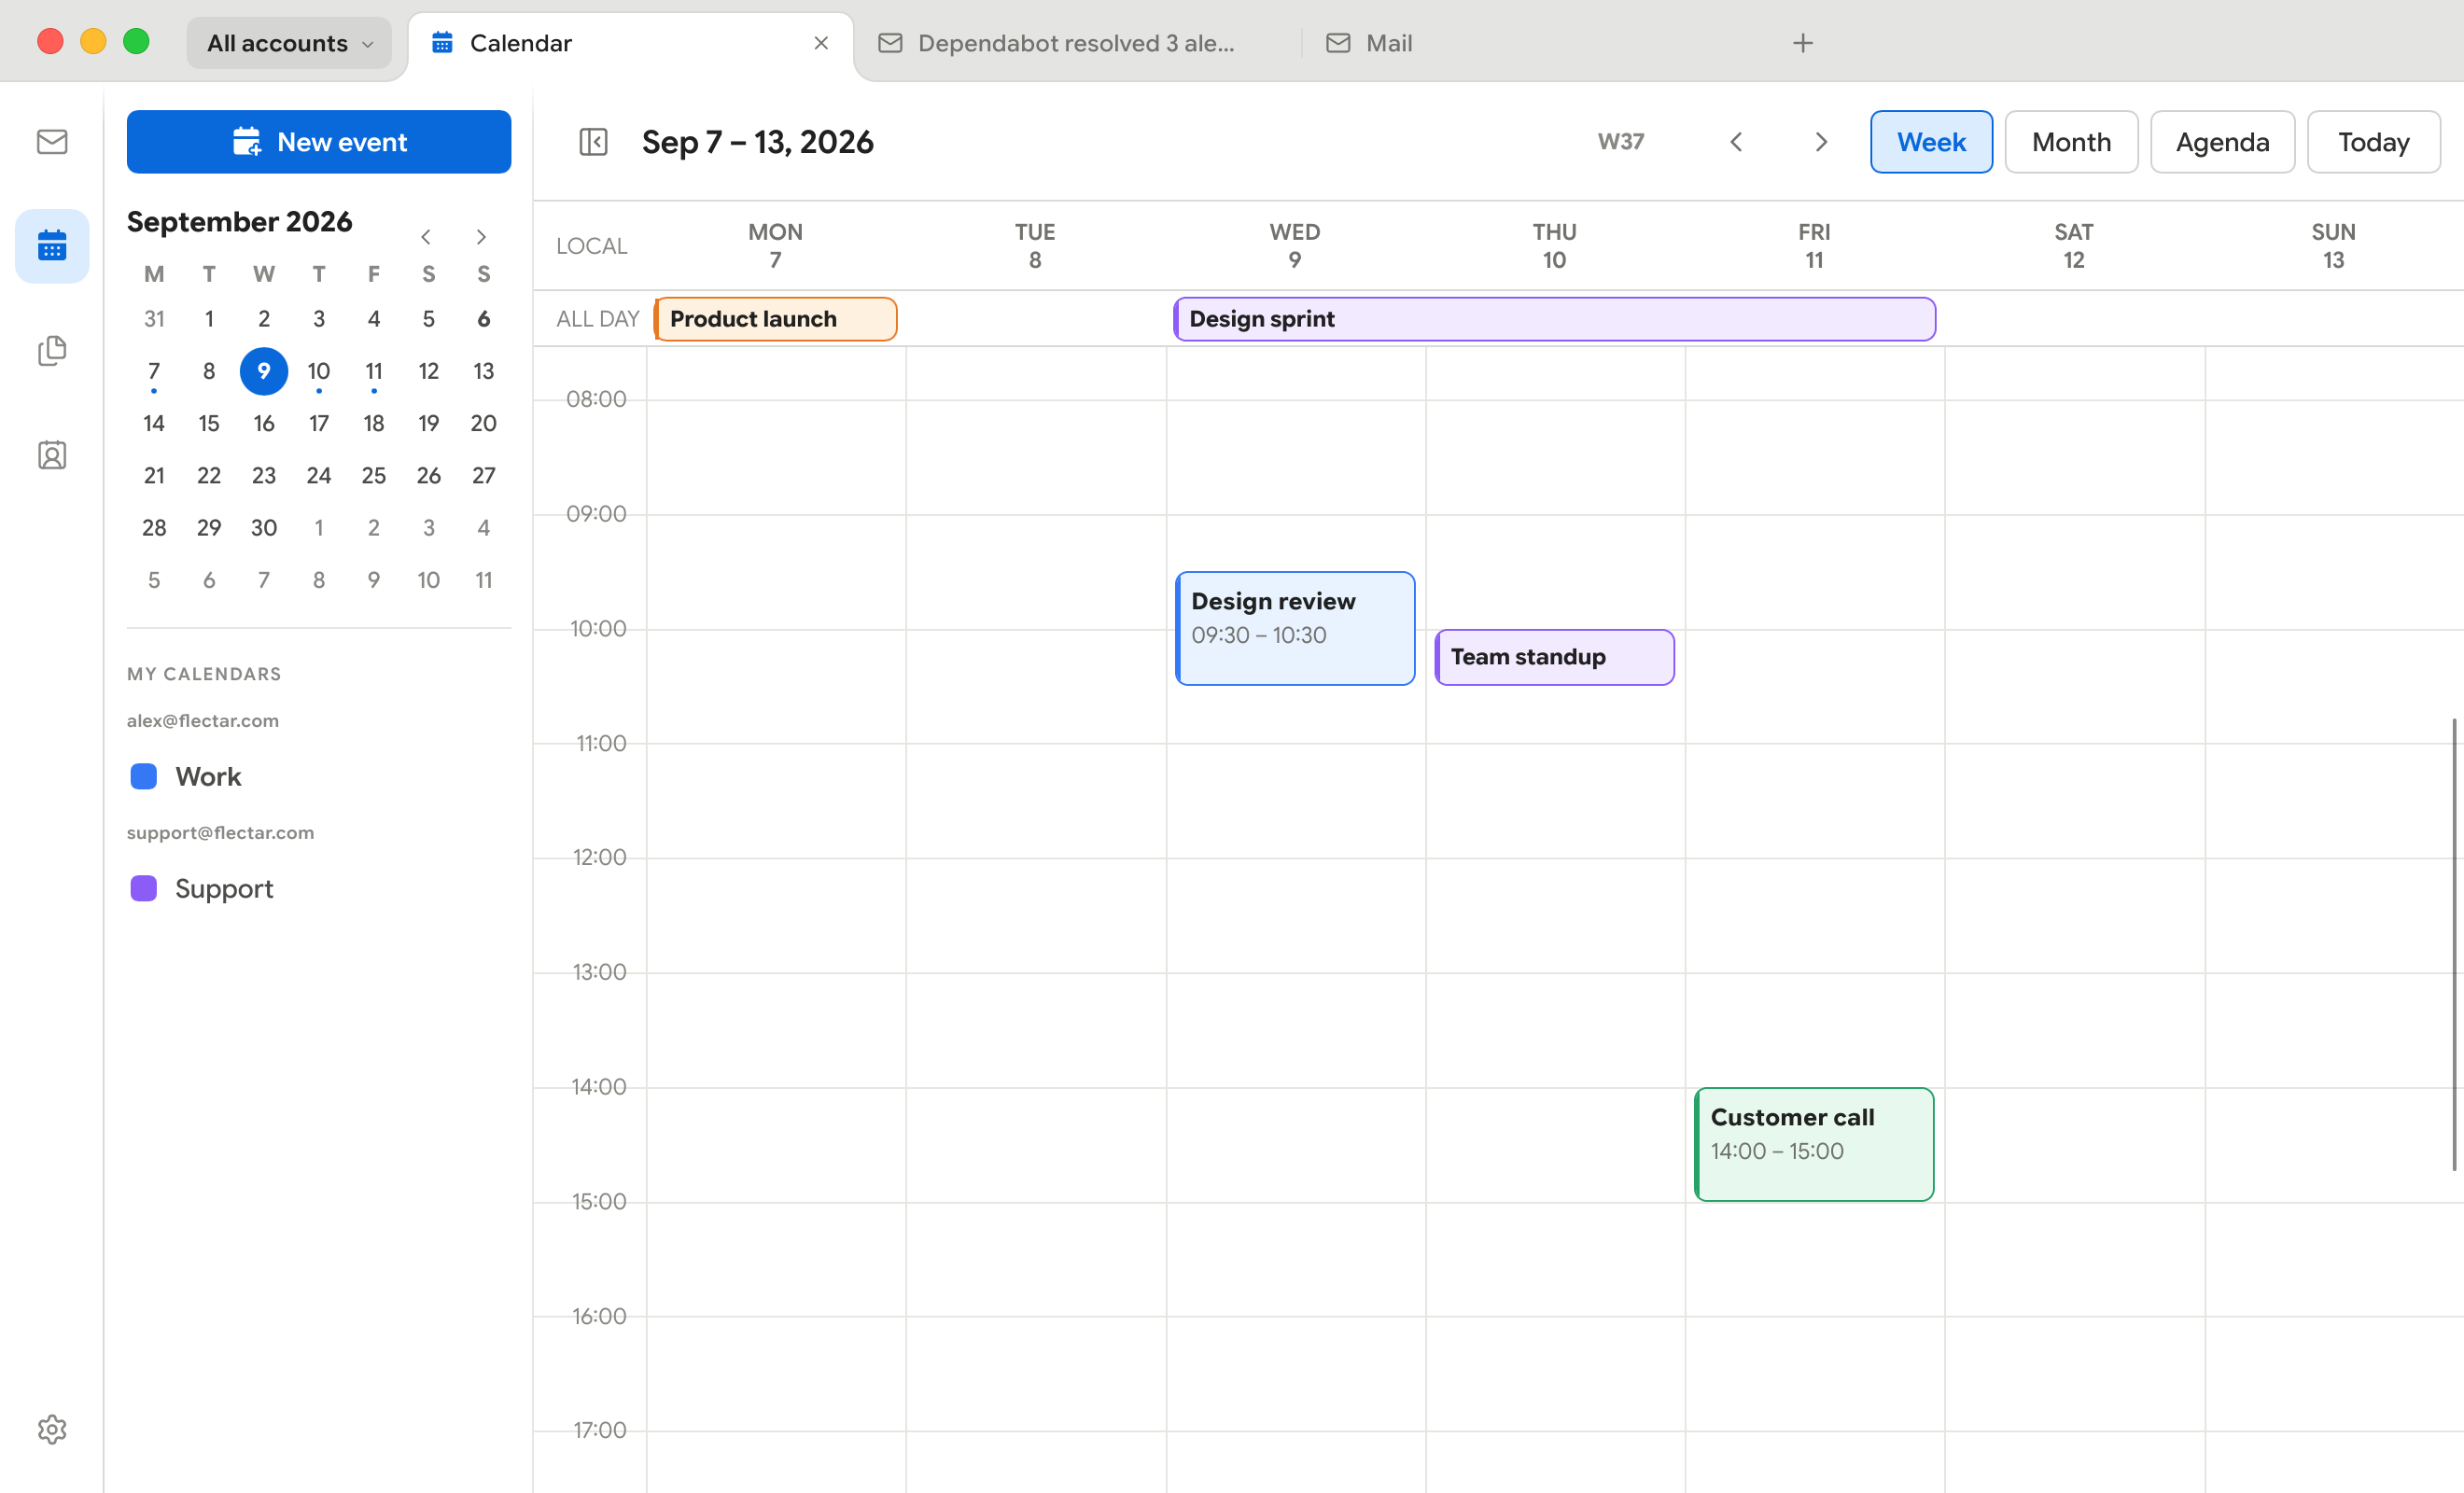 All accounts
Calendar
Dependabot resolved 3 ale...
Mail
New event
September 2026
M T W T F S S
31 1 2 3 4 5 6
7 8 9 10 11 12 13
14 15 16 17 18 19 20
21 22 23 24 25 26 27
28 29 30 1 2 3 4
5 6 7 8 9 10 11
MY CALENDARS
alex@flectar.com
Work
support@flectar.com
Support
Sep 7 – 13, 2026
W37
Week
Month
Agenda
Today
LOCAL
MON
7
TUE
8
WED
9
THU
10
FRI
11
SAT
12
SUN
13
ALL DAY
Product launch
Design sprint
08:00
09:00
Design review
09:30 – 10:30
10:00
Team standup
11:00
12:00
13:00
14:00
Customer call
14:00 – 15:00
15:00
16:00
17:00